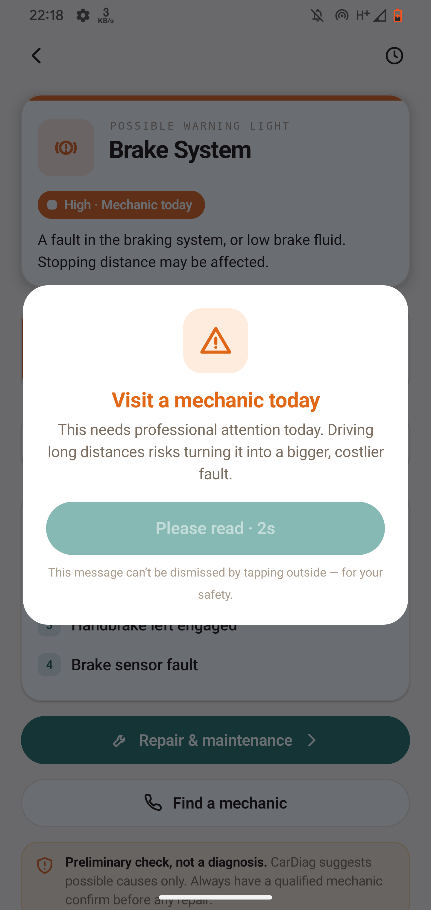 22:18 3 KB/s H+
POSSIBLE WARNING LIGHT
Brake System
High · Mechanic today
A fault in the braking system, or low brake fluid.
Stopping distance may be affected.
Visit a mechanic today
This needs professional attention today. Driving
long distances risks turning it into a bigger, costlier
fault.
Please read · 2s
This message can't be dismissed by tapping outside — for your
safety.
3 Handbrake left engaged
4 Brake sensor fault
Repair & maintenance
Find a mechanic
Preliminary check, not a diagnosis. CarDiag suggests
possible causes only. Always have a qualified mechanic
confirm before any repair.